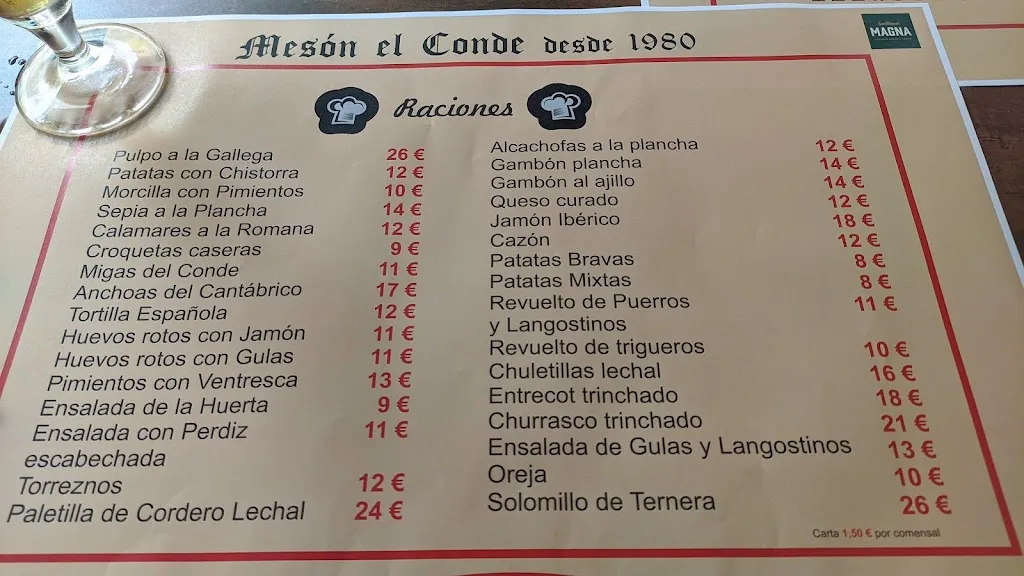 Mesón el Conde desde 1980
MAGNA
Raciones
Pulpo a la Gallega 26 €
Patatas con Chistorra 12 €
Morcilla con Pimientos 10 €
Sepia a la Plancha 14 €
Calamares a la Romana 12 €
Croquetas caseras 9 €
Migas del Conde 11 €
Anchoas del Cantábrico 17 €
Tortilla Española 12 €
Huevos rotos con Jamón 11 €
Huevos rotos con Gulas 11 €
Pimientos con Ventresca 13 €
Ensalada de la Huerta 9 €
Ensalada con Perdiz 11 €
escabechada
Torreznos 12 €
Paletilla de Cordero Lechal 24 €
Alcachofas a la plancha 12 €
Gambón plancha 14 €
Gambón al ajillo 14 €
Queso curado 12 €
Jamón Ibérico 18 €
Cazón 12 €
Patatas Bravas 8 €
Patatas Mixtas 8 €
Revuelto de Puerros 11 €
y Langostinos
Revuelto de trigueros 10 €
Chuletillas lechal 16 €
Entrecot trinchado 18 €
Churrasco trinchado 21 €
Ensalada de Gulas y Langostinos 13 €
Oreja 10 €
Solomillo de Ternera 26 €
Carta 1,50 € por comensal